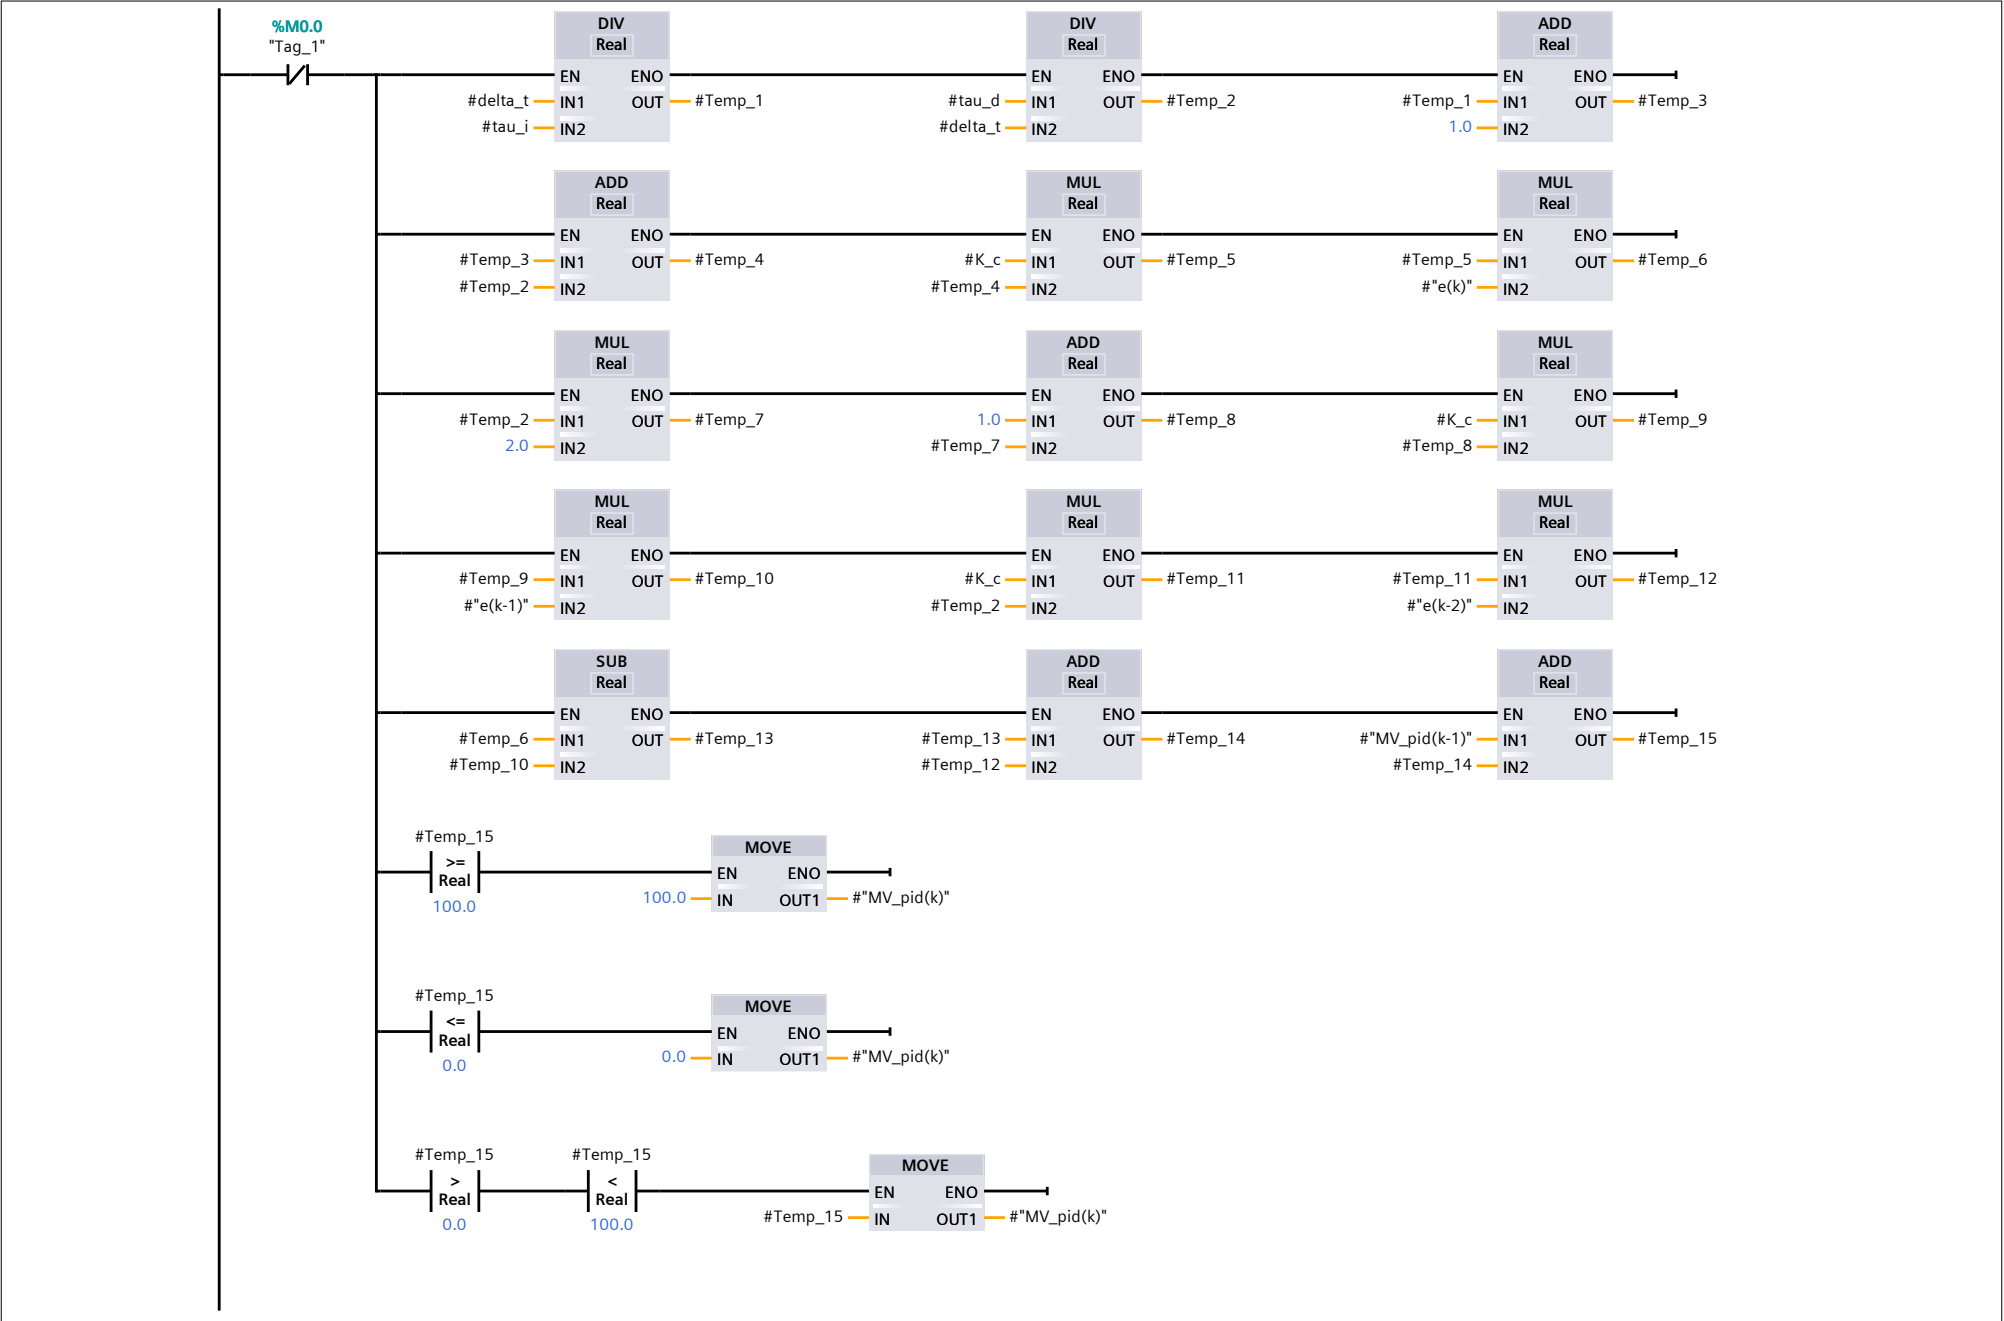 %M0.0
"Tag_1"
DIV DIV ADD
Real Real Real
EN ENO EN ENO EN ENO
#delta_t IN1 OUT #Temp_1 #tau_d IN1 OUT #Temp_2 #Temp_1 IN1 OUT #Temp_3
#tau_i IN2 #delta_t IN2 1.0 IN2
ADD MUL MUL
Real Real Real
EN ENO EN ENO EN ENO
#Temp_3 IN1 OUT #Temp_4 #K_c IN1 OUT #Temp_5 #Temp_5 IN1 OUT #Temp_6
#Temp_2 IN2 #Temp_4 IN2 #"e(k)" IN2
MUL ADD MUL
Real Real Real
EN ENO EN ENO EN ENO
#Temp_2 IN1 OUT #Temp_7 1.0 IN1 OUT #Temp_8 #K_c IN1 OUT #Temp_9
2.0 IN2 #Temp_7 IN2 #Temp_8 IN2
MUL MUL MUL
Real Real Real
EN ENO EN ENO EN ENO
#Temp_9 IN1 OUT #Temp_10 #K_c IN1 OUT #Temp_11 #Temp_11 IN1 OUT #Temp_12
#"e(k-1)" IN2 #Temp_2 IN2 #"e(k-2)" IN2
SUB ADD ADD
Real Real Real
EN ENO EN ENO EN ENO
#Temp_6 IN1 OUT #Temp_13 #Temp_13 IN1 OUT #Temp_14 #"MV_pid(k-1)" IN1 OUT #Temp_15
#Temp_10 IN2 #Temp_12 IN2 #Temp_14 IN2
#Temp_15
>= MOVE
Real EN ENO
100.0 100.0 IN OUT1 #"MV_pid(k)"
#Temp_15
<= MOVE
Real EN ENO
0.0 0.0 IN OUT1 #"MV_pid(k)"
#Temp_15 #Temp_15
> < MOVE
Real Real EN ENO
0.0 100.0 #Temp_15 IN OUT1 #"MV_pid(k)"